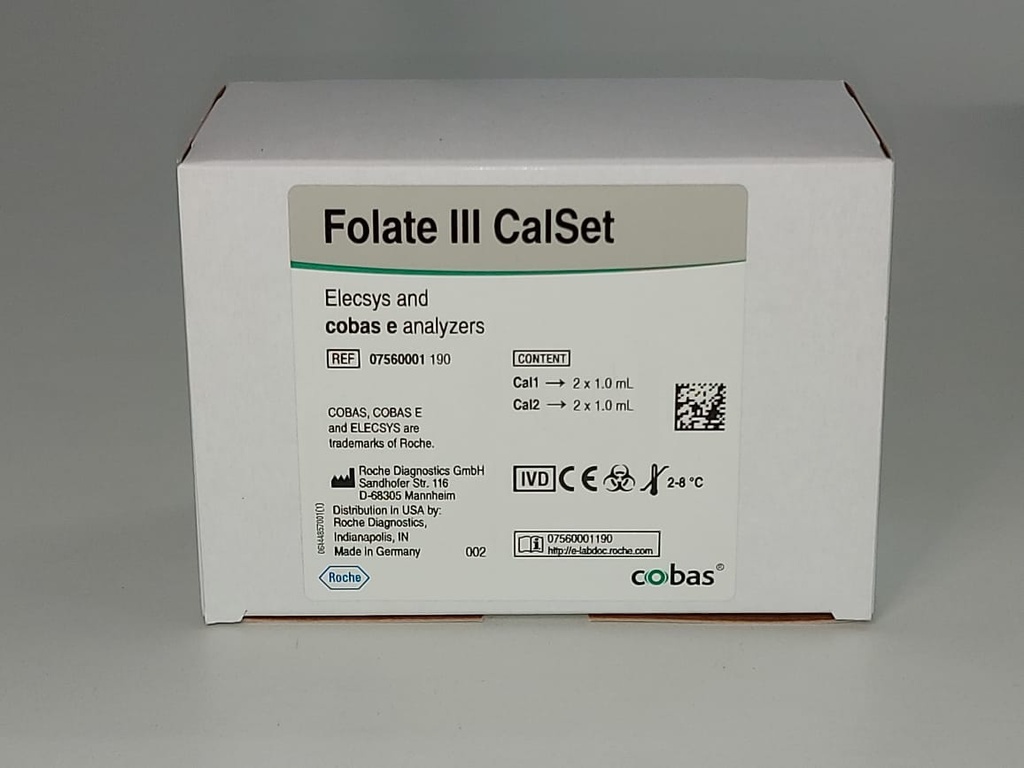 Folate III CalSet
Elecsys and
cobas e analyzers
REF 07560001 190
CONTENT
Cal1 → 2 x 1.0 mL
Cal2 → 2 x 1.0 mL
COBAS, COBAS E
and ELECSYS are
trademarks of Roche.
Roche Diagnostics GmbH
Sandhofer Str. 116
D-68305 Mannheim
Distribution in USA by:
Roche Diagnostics,
Indianapolis, IN
Made in Germany 002
IVD CE 2-8 °C
07560001190
http://e-labdoc.roche.com
Roche
cobas®